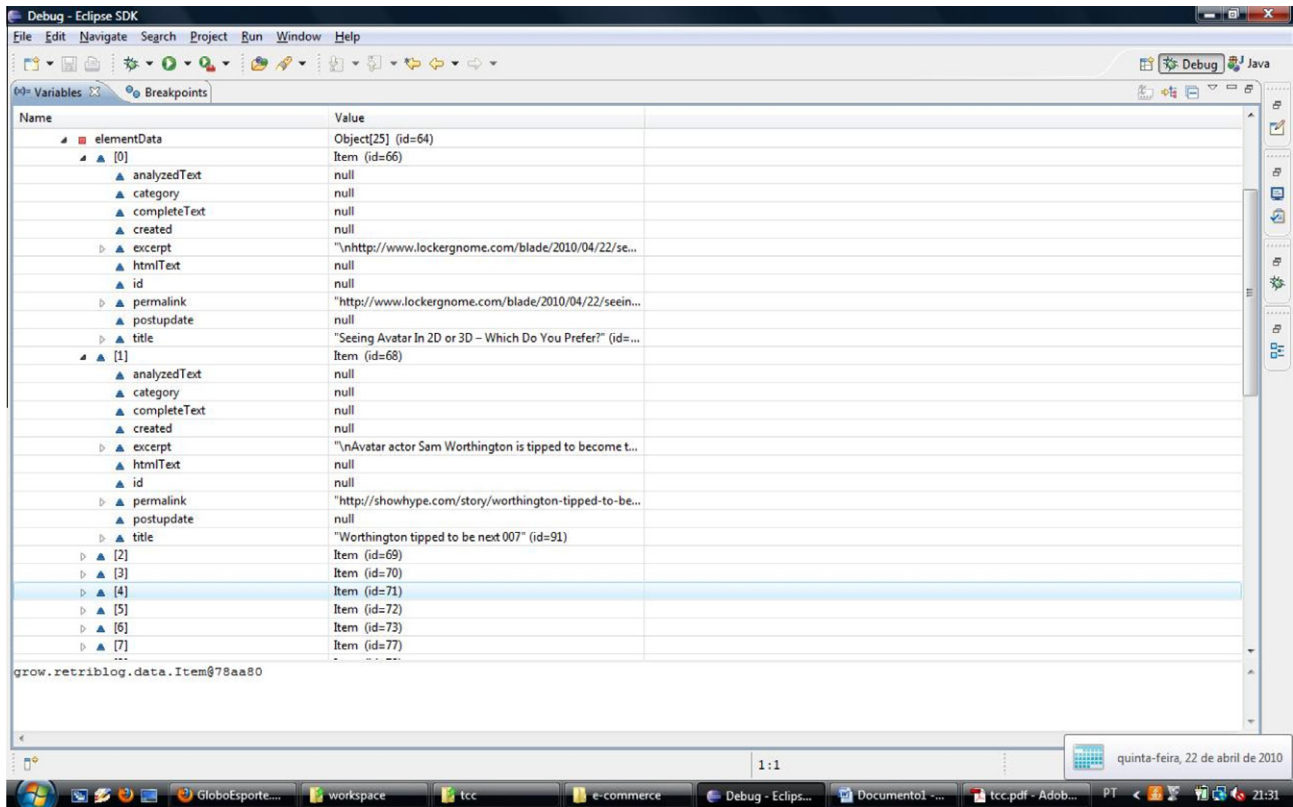 Debug - Eclipse SDK
File Edit Navigate Search Project Run Window Help
Debug Java
(x)= Variables Breakpoints
Name Value
elementData Object[25] (id=64)
[0] Item (id=66)
analyzedText null
category null
completeText null
created null
excerpt "\nhttp://www.lockergnome.com/blade/2010/04/22/se...
htmlText null
id null
permalink "http://www.lockergnome.com/blade/2010/04/22/seein...
postupdate null
title "Seeing Avatar In 2D or 3D – Which Do You Prefer?" (id=...
[1] Item (id=68)
analyzedText null
category null
completeText null
created null
excerpt "\nAvatar actor Sam Worthington is tipped to become t...
htmlText null
id null
permalink "http://showhype.com/story/worthington-tipped-to-be...
postupdate null
title "Worthington tipped to be next 007" (id=91)
[2] Item (id=69)
[3] Item (id=70)
[4] Item (id=71)
[5] Item (id=72)
[6] Item (id=73)
[7] Item (id=77)
grow.retriblog.data.Item@78aa80
1:1
quinta-feira, 22 de abril de 2010
GloboEsporte.... workspace tcc e-commerce Debug - Eclips... Documento1 -... tcc.pdf - Adob... PT 21:31